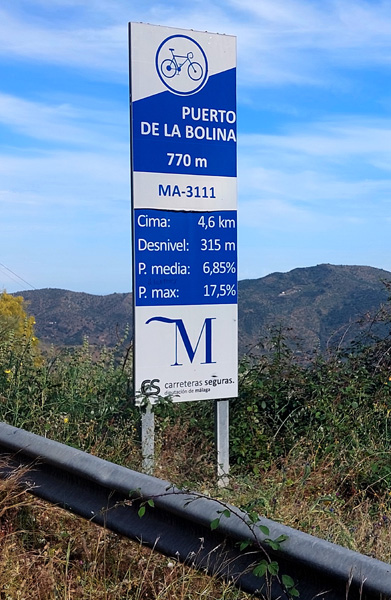 PUERTO
DE LA BOLINA
770 m
MA-3111
Cima: 4,6 km
Desnivel: 315 m
P. media: 6,85%
P. max: 17,5%
M
cs carreteras seguras.
diputación de málaga